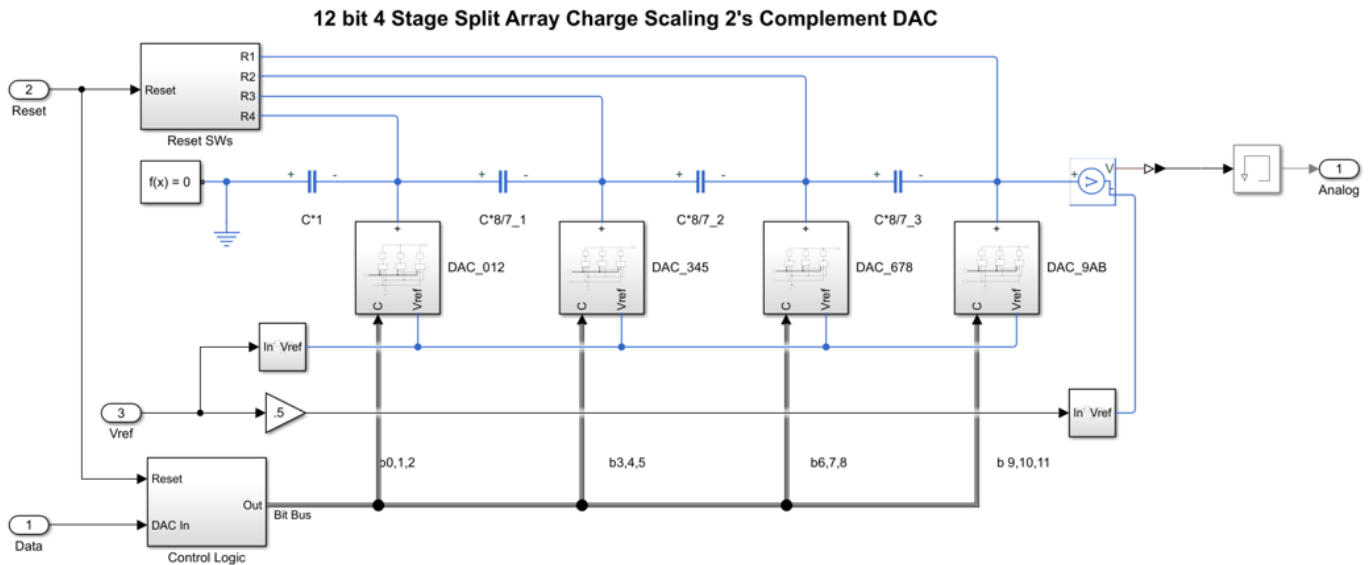 12 bit 4 Stage Split Array Charge Scaling 2's Complement DAC
R1
R2
R3
R4
Reset
2
Reset
Reset SWs
f(x) = 0
+ - + - + - + -
+ V
V
-
1
Analog
C*1
C*8/7_1
C*8/7_2
C*8/7_3
+
+
+
+
DAC_012
DAC_345
DAC_678
DAC_9AB
C Vref
C Vref
C Vref
C Vref
In Vref
3
Vref
.5
In Vref
b0,1,2
b3,4,5
b6,7,8
b 9,10,11
Reset
DAC In
Out
Bit Bus
1
Data
Control Logic